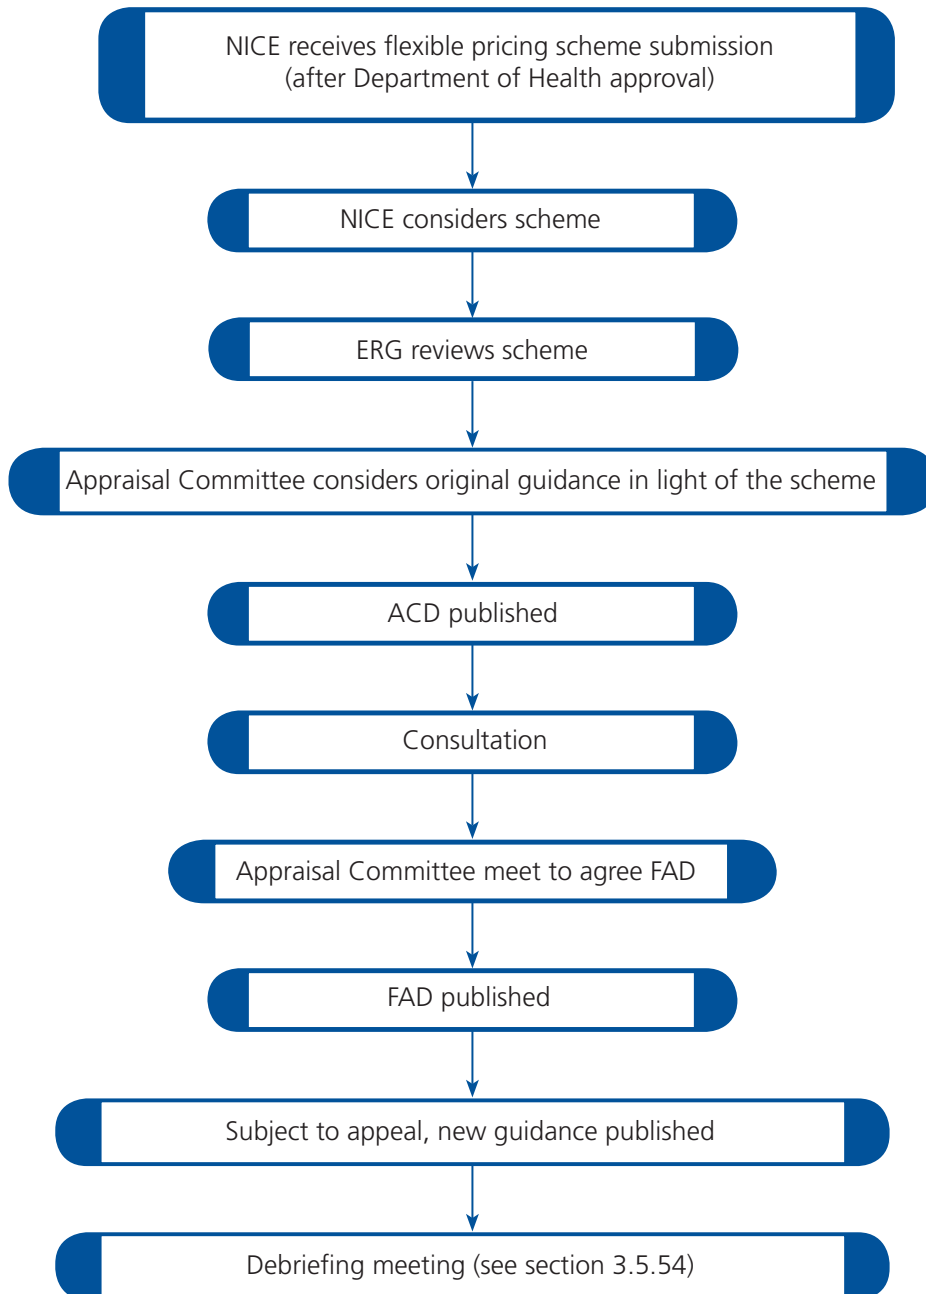 NICE receives flexible pricing scheme submission
(after Department of Health approval)
NICE considers scheme
ERG reviews scheme
Appraisal Committee considers original guidance in light of the scheme
ACD published
Consultation
Appraisal Committee meet to agree FAD
FAD published
Subject to appeal, new guidance published
Debriefing meeting (see section 3.5.54)